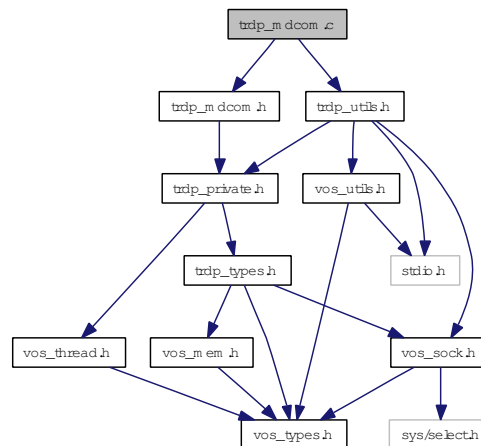 trdp_mdcom.c
trdp_mdcom.h
trdp_utils.h
trdp_private.h
vos_utils.h
trdp_types.h
stdio.h
vos_thread.h
vos_mem.h
vos_sock.h
vos_types.h
sys/select.h